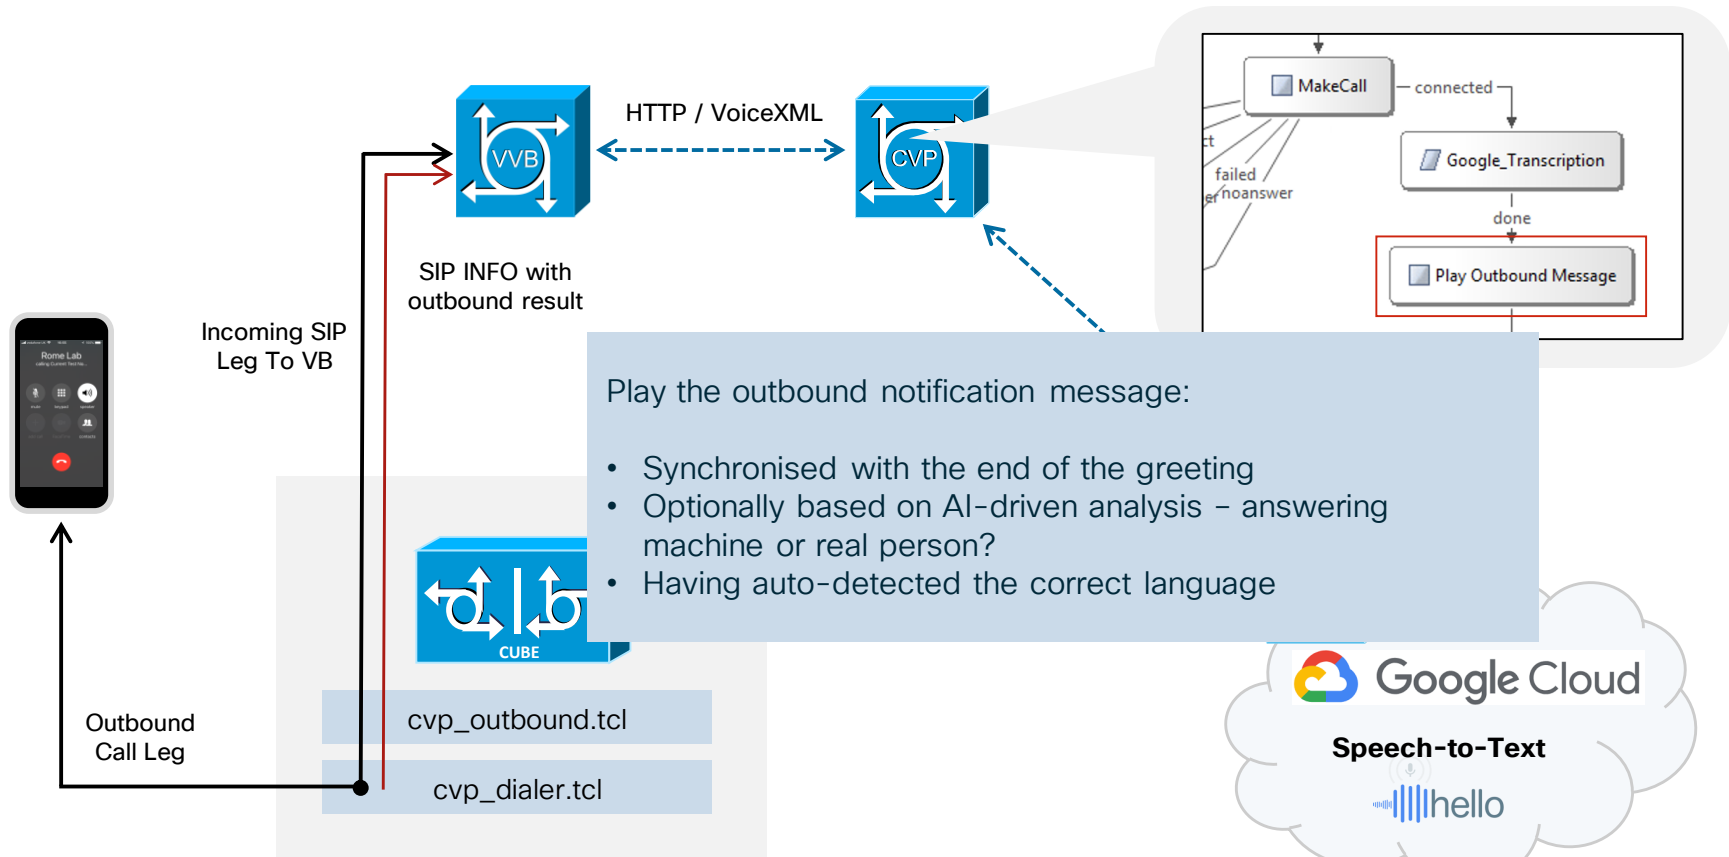 MakeCall
connected
ct
Google_Transcription
failed
er
noanswer
done
Play Outbound Message
HTTP / VoiceXML
VVB
CVP
SIP INFO with
outbound result
Incoming SIP
Leg To VB
Rome Lab
Play the outbound notification message:
• Synchronised with the end of the greeting
• Optionally based on AI-driven analysis – answering
machine or real person?
• Having auto-detected the correct language
CUBE
cvp_outbound.tcl
cvp_dialer.tcl
Outbound
Call Leg
Google Cloud
Speech-to-Text
hello